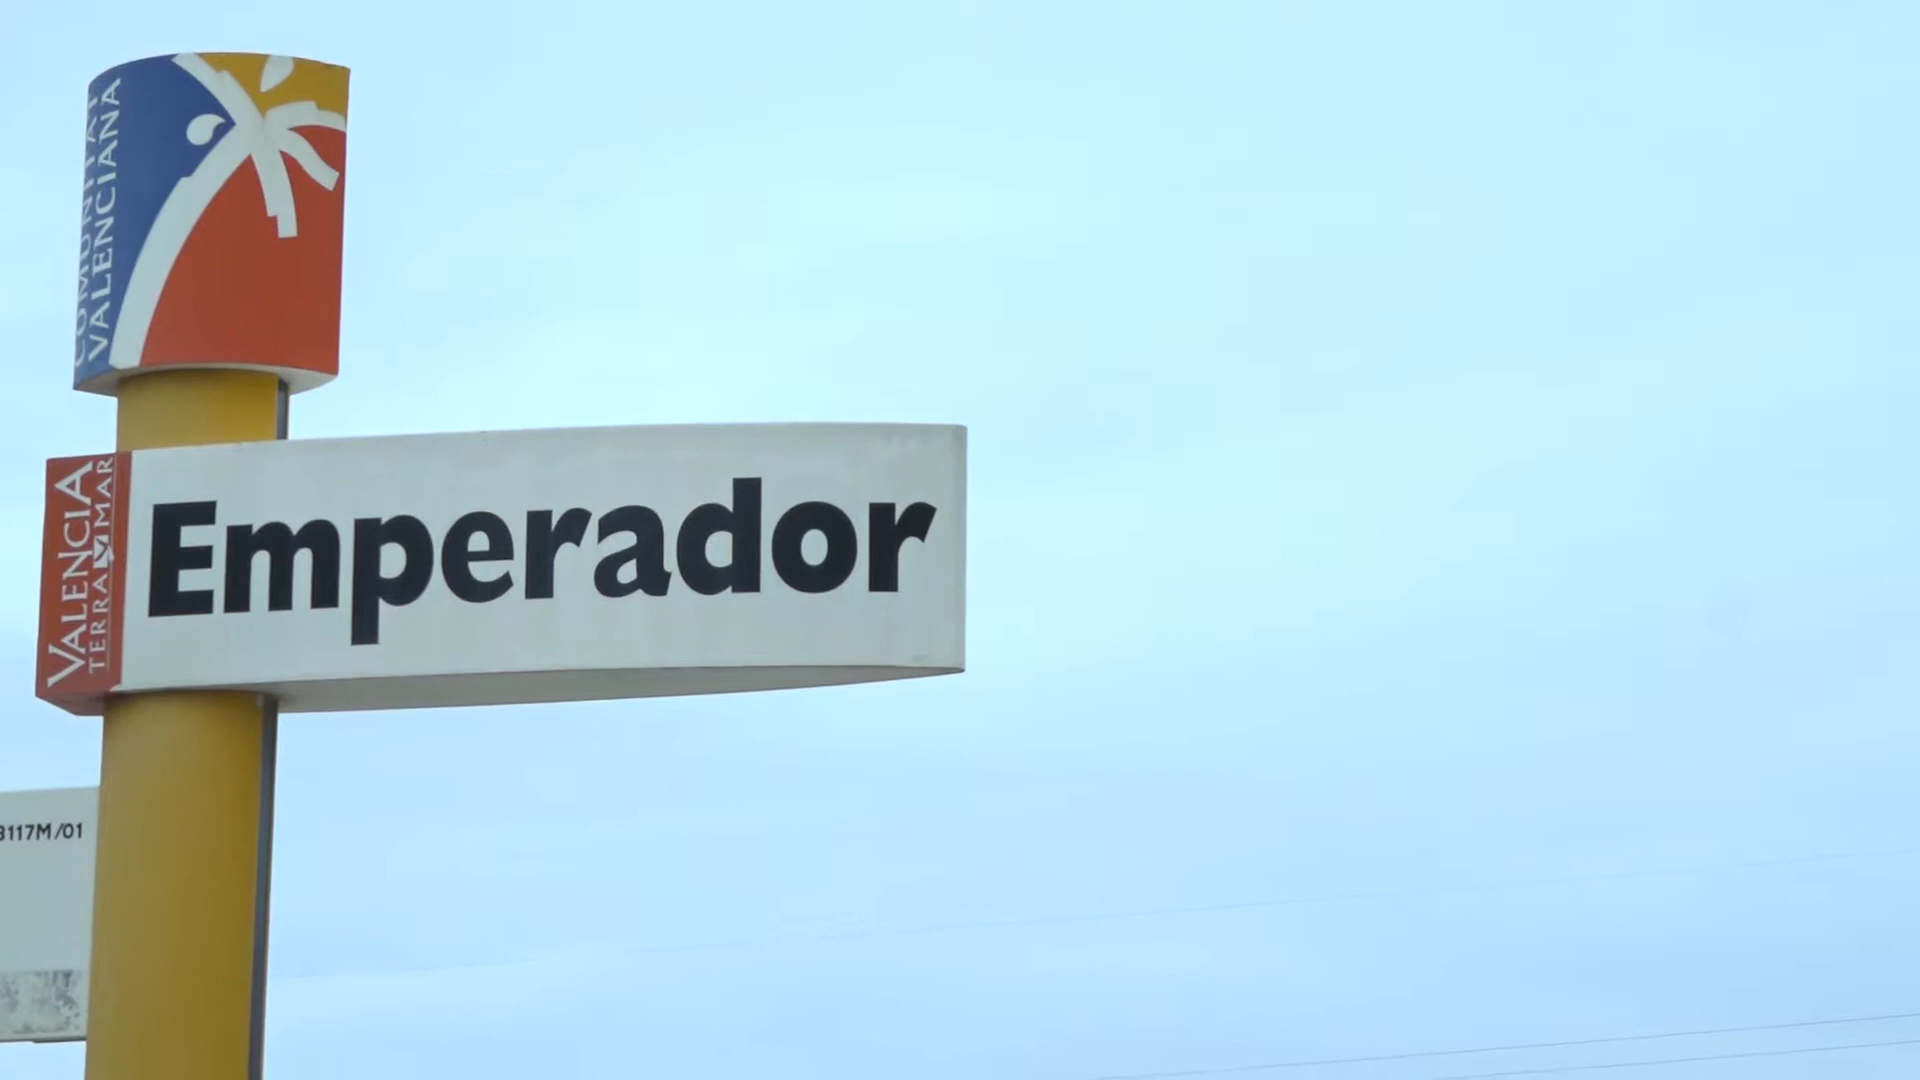 COMUNITAT
VALENCIANA
VALENCIA
TERRA Y MAR
Emperador
3117M/01